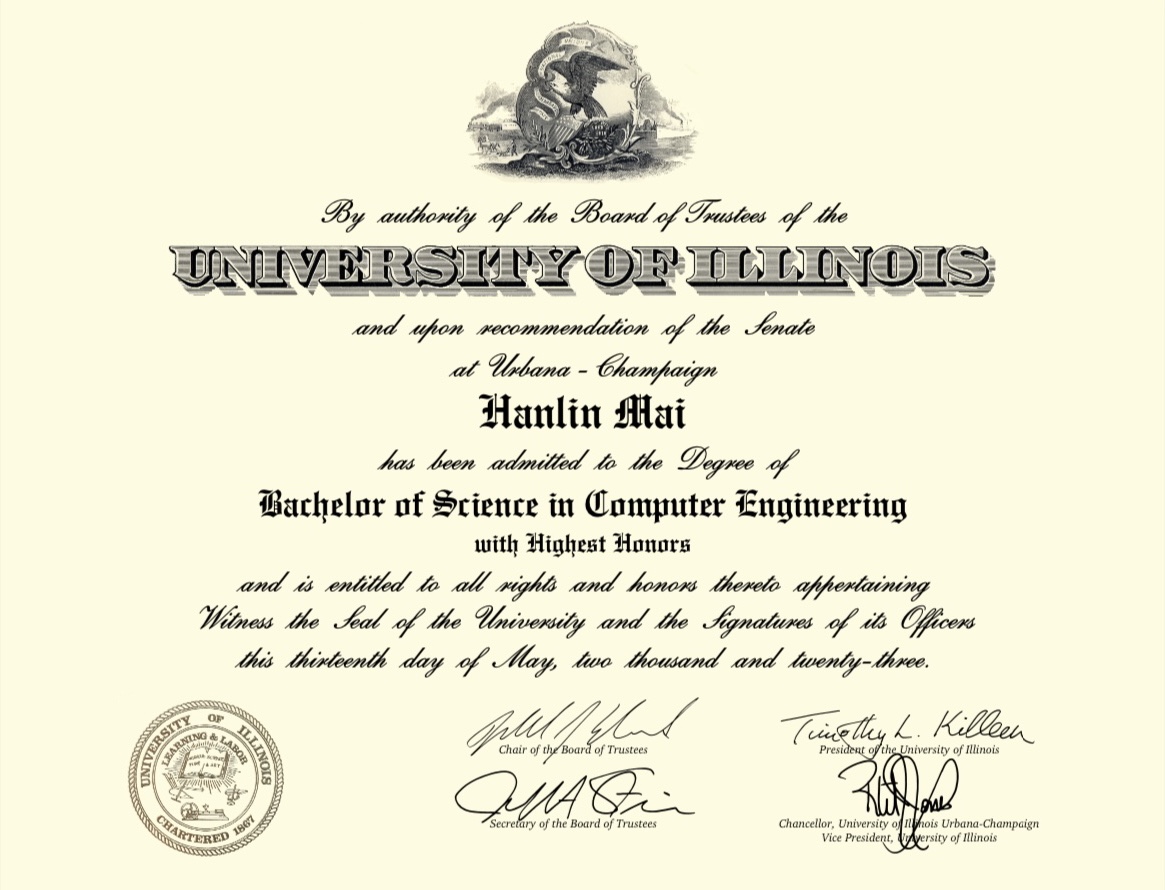 By authority of the Board of Trustees of the
UNIVERSITY OF ILLINOIS
and upon recommendation of the Senate
at Urbana - Champaign
Hanlin Mai
has been admitted to the Degree of
Bachelor of Science in Computer Engineering
with Highest Honors
and is entitled to all rights and honors thereto appertaining
Witness the Seal of the University and the Signatures of its Officers
this thirteenth day of May, two thousand and twenty-three.
UNIVERSITY OF ILLINOIS
LEARNING & LABOR
CHARTERED 1867
Chair of the Board of Trustees
Timothy L. Killeen
President of the University of Illinois
Secretary of the Board of Trustees
Chancellor, University of Illinois Urbana-Champaign
Vice President, University of Illinois